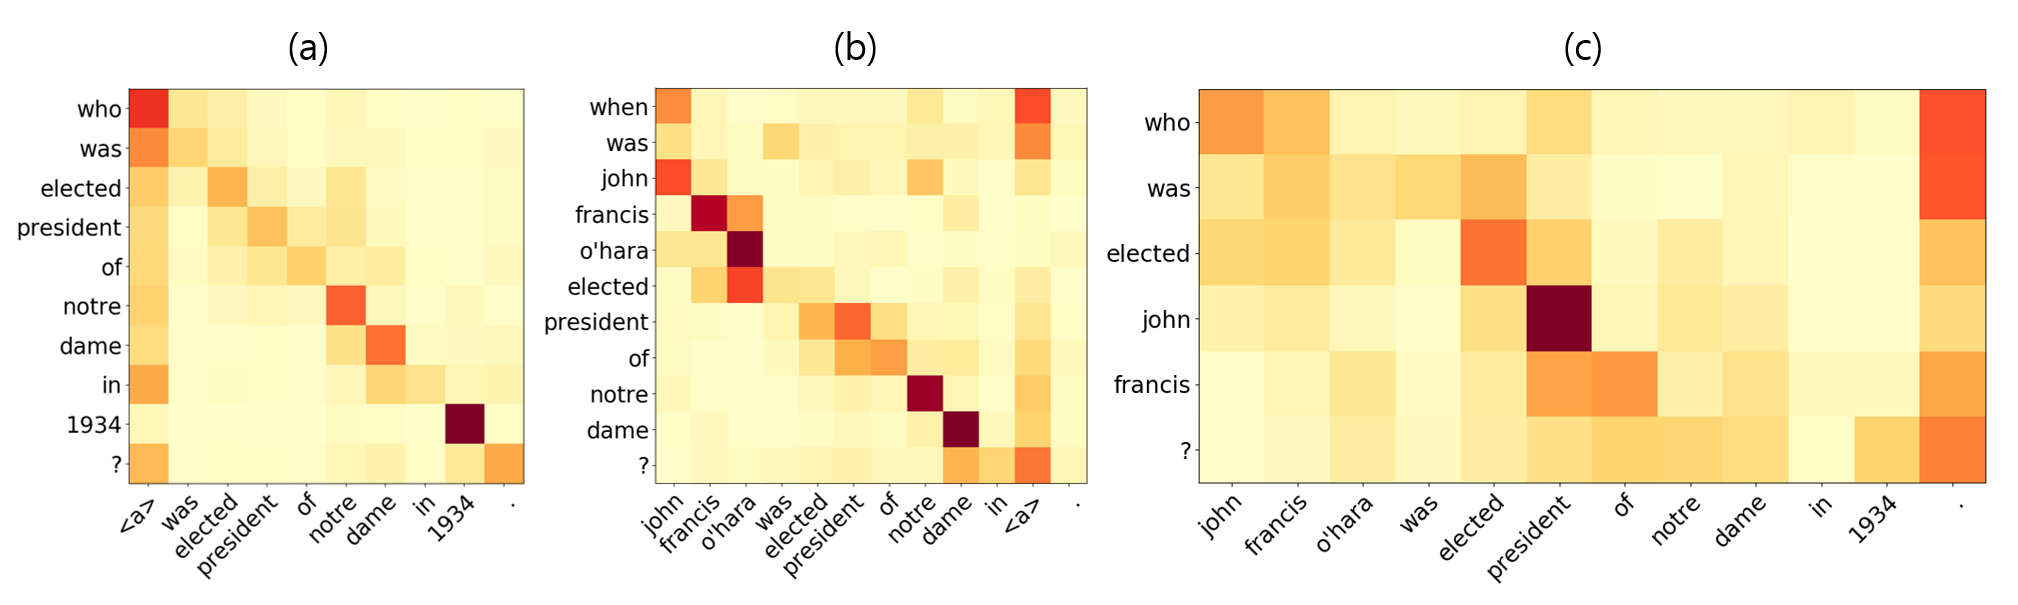 (a)
who
was
elected
president
of
notre
dame
in
1934
?
<a> was elected president of notre dame in 1934 .
(b)
when
was
john
francis
o'hara
elected
president
of
notre
dame
?
john francis o'hara was elected president of notre dame in <a> .
(c)
who
was
elected
john
francis
?
john francis o'hara was elected president of notre dame in 1934 .